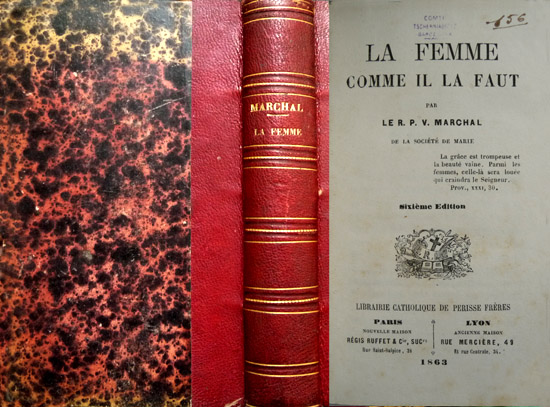 MARCHAL
LA FEMME
COMTE
156
LA FEMME
COMME IL LA FAUT
PAR
LE R. P. V. MARCHAL
DE LA SOCIÉTÉ DE MARIE
La grâce est trompeuse et
la beauté vaine. Parmi les
femmes, celle-là sera louée
qui craindra le Seigneur.
PROV., XXXI, 30.
Sixième Édition
LIBRAIRIE CATHOLIQUE DE PERISSE FRÈRES
PARIS
NOUVELLE MAISON
RÉGIS RUFFET & Cie, SUCrs
Rue Saint-Sulpice, 38
LYON
ANCIENNE MAISON
RUE MERCIÈRE, 49
Et rue Centrale, 34.
1863